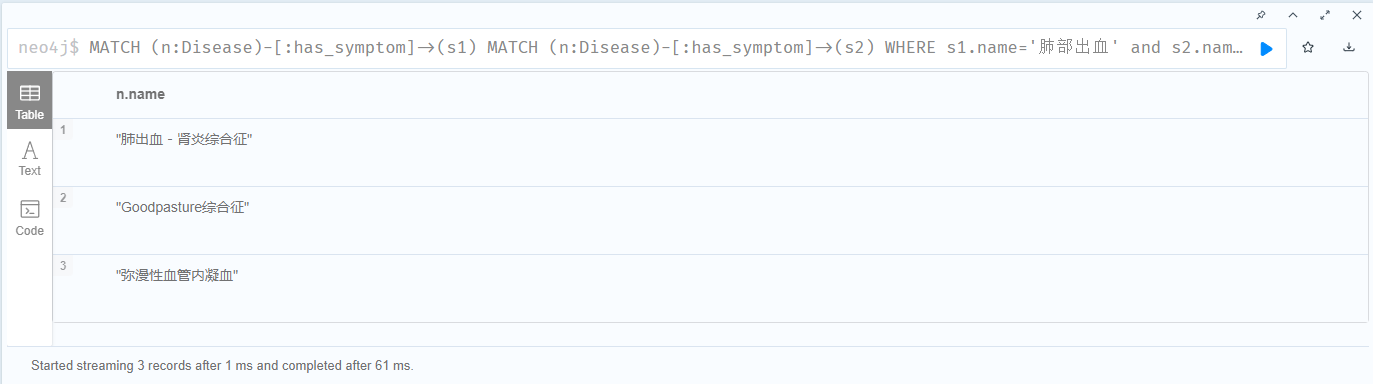 neo4j$ MATCH (n:Disease)-[:has_symptom]->(s1) MATCH (n:Disease)-[:has_symptom]->(s2) WHERE s1.name='肺部出血' and s2.nam…
Table
n.name
1
"肺出血－肾炎综合征"
Text
2
"Goodpasture综合征"
Code
3
"弥漫性血管内凝血"
Started streaming 3 records after 1 ms and completed after 61 ms.